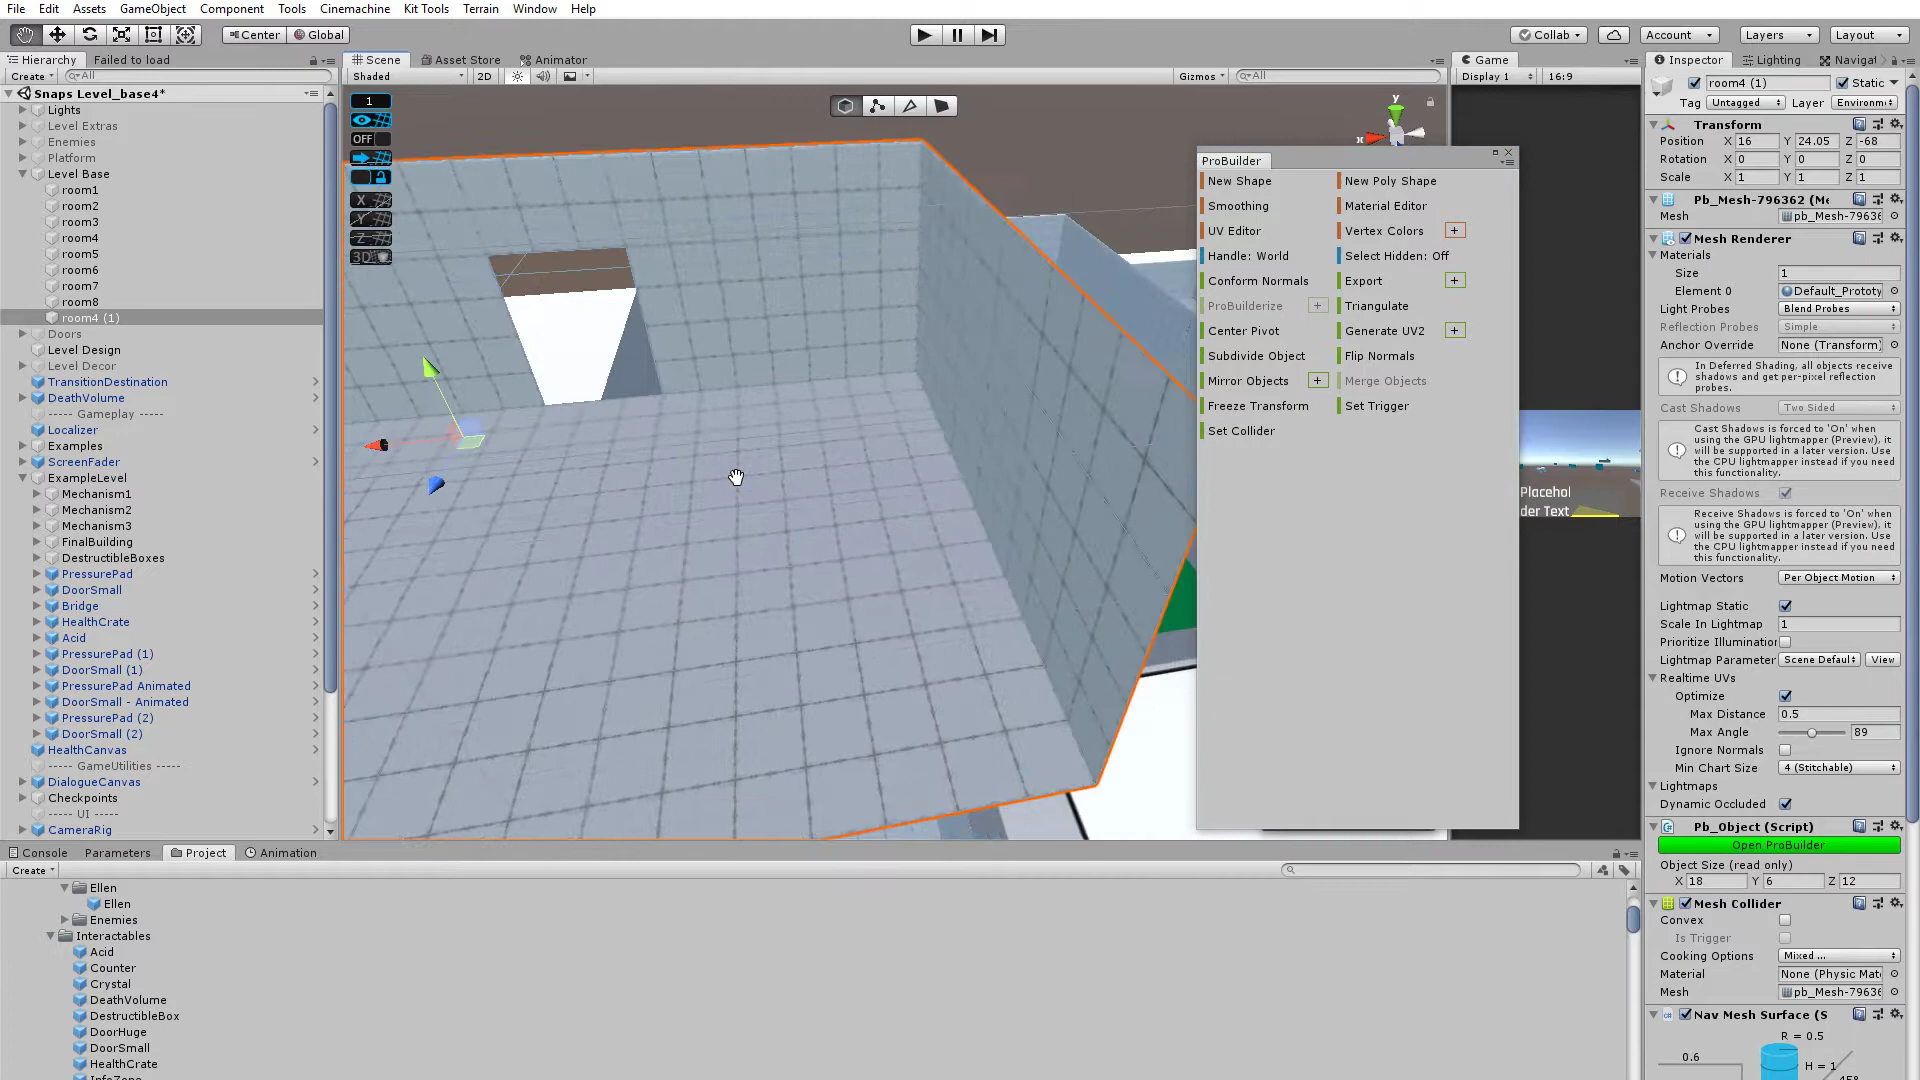 File Edit Assets GameObject Component Tools Cinemachine Kit Tools Terrain Window Help
Center Global Collab Account Layers Layout
Hierarchy Failed to load
Create All
Snaps Level_base4*
Lights
Level Extras
Enemies
Platform
Level Base
room1
room2
room3
room4
room5
room6
room7
room8
room4 (1)
Doors
Level Design
Level Decor
TransitionDestination
DeathVolume
----- Gameplay -----
Localizer
Examples
ScreenFader
ExampleLevel
Mechanism1
Mechanism2
Mechanism3
FinalBuilding
DestructibleBoxes
PressurePad
DoorSmall
Bridge
HealthCrate
Acid
PressurePad (1)
DoorSmall (1)
PressurePad Animated
DoorSmall - Animated
PressurePad (2)
DoorSmall (2)
HealthCanvas
----- GameUtilities -----
DialogueCanvas
Checkpoints
----- UI -----
CameraRig
Scene Asset Store Animator
Shaded 2D Gizmos All
1
OFF
X
Y
Z
3D
y
x
ProBuilder
New Shape New Poly Shape
Smoothing Material Editor
UV Editor Vertex Colors +
Handle: World Select Hidden: Off
Conform Normals Export +
ProBuilderize + Triangulate
Center Pivot Generate UV2 +
Subdivide Object Flip Normals
Mirror Objects + Merge Objects
Freeze Transform Set Trigger
Set Collider
Game
Display 1 16:9
Placehol
der Text
Inspector Lighting Navigat
room4 (1) Static
Tag Untagged Layer Environm
Transform
Position X 16 Y 24.05 Z -68
Rotation X 0 Y 0 Z 0
Scale X 1 Y 1 Z 1
Pb_Mesh-796362 (Me
Mesh pb_Mesh-79636
Mesh Renderer
Materials
Size 1
Element 0 Default_Prototy
Light Probes Blend Probes
Reflection Probes Simple
Anchor Override None (Transform)
In Deferred Shading, all objects receive
shadows and get per-pixel reflection
probes.
Cast Shadows Two Sided
Cast Shadows is forced to 'On' when
using the GPU lightmapper (Preview), it
will be supported in a later version. Use
the CPU lightmapper instead if you need
this functionality.
Receive Shadows
Receive Shadows is forced to 'On' when
using the GPU lightmapper (Preview), it
will be supported in a later version. Use
the CPU lightmapper instead if you need
this functionality.
Motion Vectors Per Object Motion
Lightmap Static
Scale In Lightmap 1
Prioritize Illumination
Lightmap Parameter Scene Defaul View
Realtime UVs
Optimize
Max Distance 0.5
Max Angle 89
Ignore Normals
Min Chart Size 4 (Stitchable)
Lightmaps
Dynamic Occluded
Pb_Object (Script)
Open ProBuilder
Object Size (read only)
X 18 Y 6 Z 12
Mesh Collider
Convex
Is Trigger
Cooking Options Mixed ...
Material None (Physic Mat
Mesh pb_Mesh-79636
Nav Mesh Surface (S
R = 0.5
0.6
H = 1
45°
Console Parameters Project Animation
Create
Ellen
Ellen
Enemies
Interactables
Acid
Counter
Crystal
DeathVolume
DestructibleBox
DoorHuge
DoorSmall
HealthCrate
InfoZone